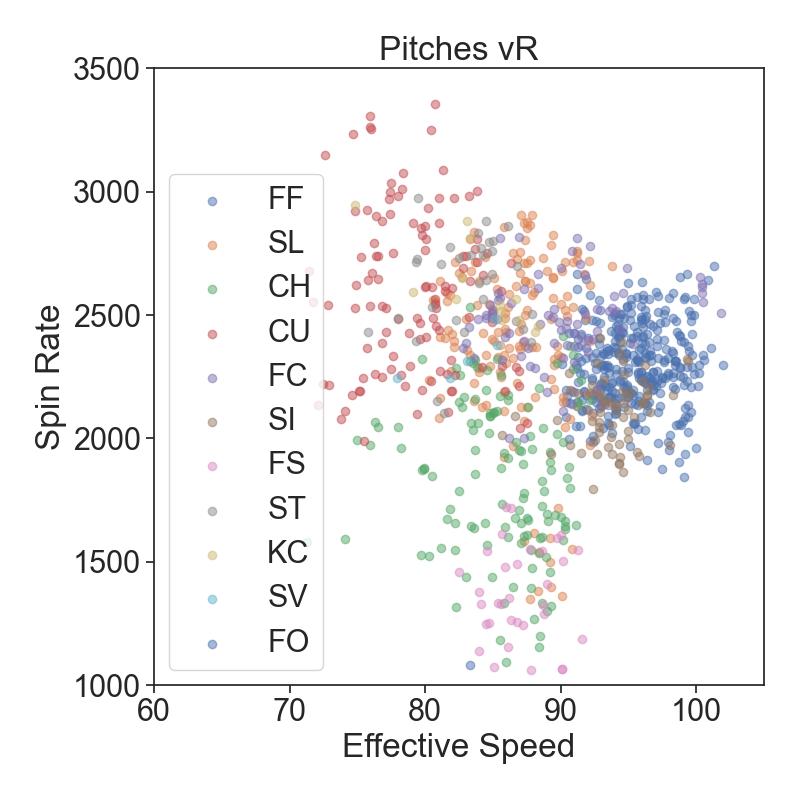 Pitches vR
3500
3000
2500
2000
1500
1000
Spin Rate
FF
SL
CH
CU
FC
SI
FS
ST
KC
SV
FO
60 70 80 90 100
Effective Speed